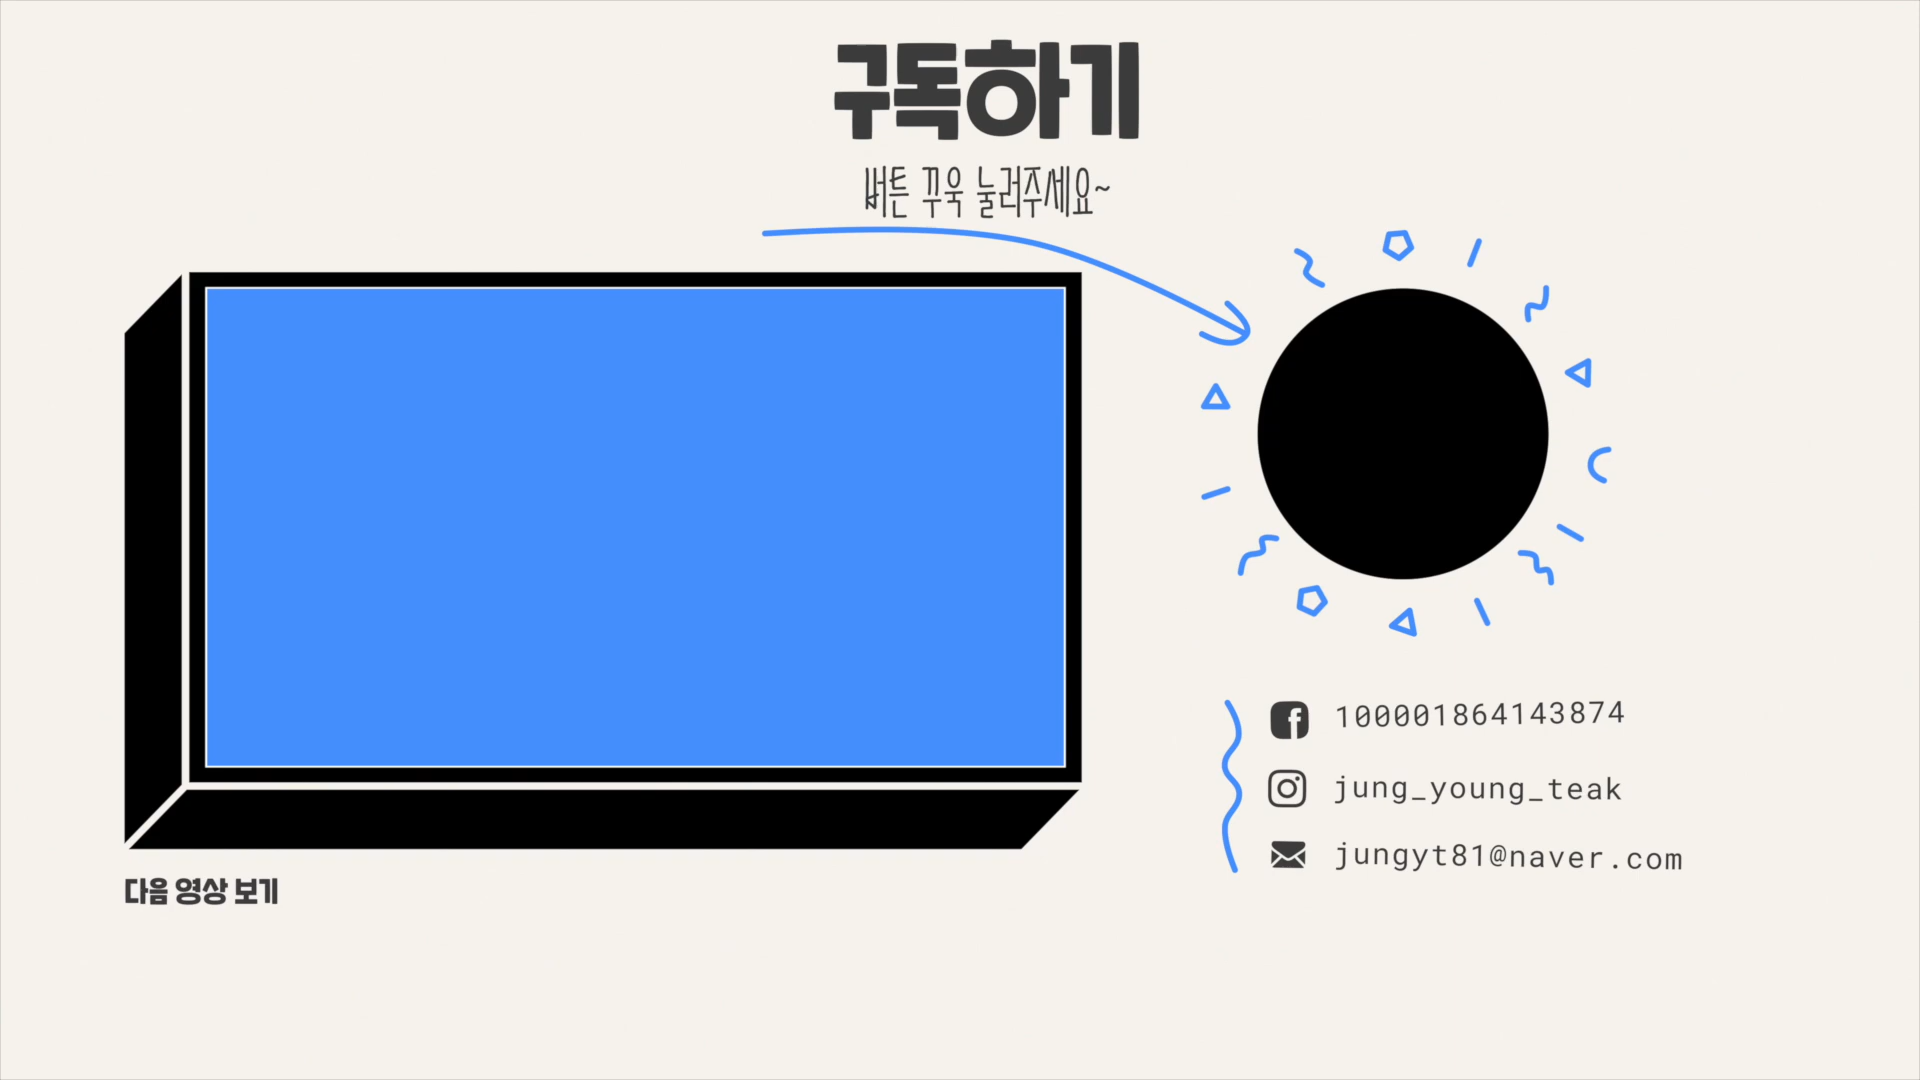 구독하기
버튼 꾸욱 눌러주세요~
100001864143874
jung_young_teak
jungyt81@naver.com
다음 영상 보기